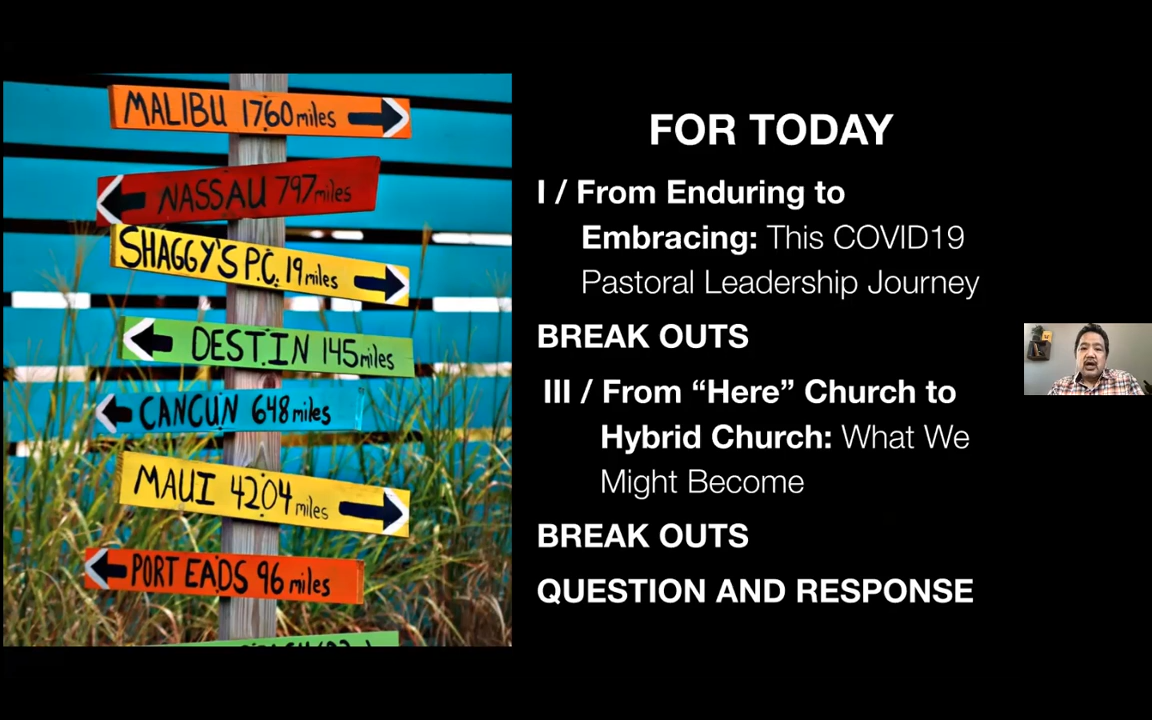 MALIBU 1760 miles
NASSAU 797 miles
SHAGGY'S P.C. 19 miles
DESTIN 145 miles
CANCUN 648 miles
MAUI 4204 miles
PORT EADS 96 miles
FOR TODAY
I / From Enduring to
Embracing: This COVID19
Pastoral Leadership Journey
BREAK OUTS
III / From “Here” Church to
Hybrid Church: What We
Might Become
BREAK OUTS
QUESTION AND RESPONSE